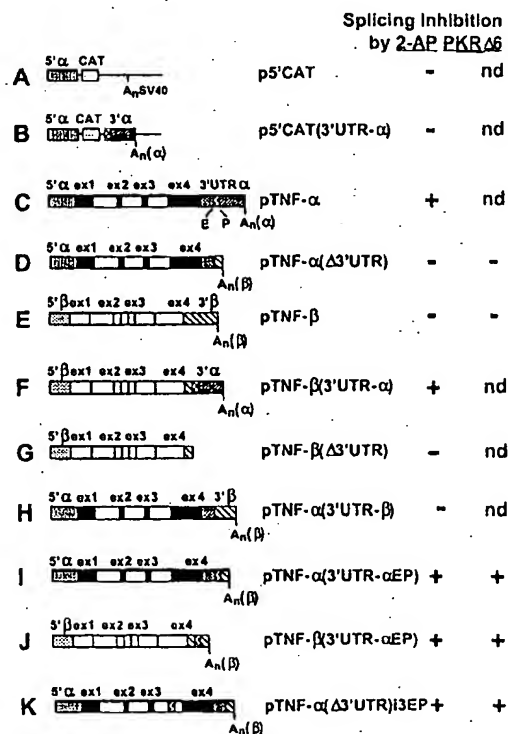 Splicing Inhibition
by 2-AP PKRΔ6
5'α CAT
A p5'CAT - nd
AnSV40
5'α CAT 3'α
B p5'CAT(3'UTR-α) - nd
An(α)
5'α ex1 ex2 ex3 ex4 3'UTRα
C pTNF-α + nd
E P An(α)
5'α ex1 ex2 ex3 ex4
D pTNF-α(Δ3'UTR) - -
An(β)
5'β ex1 ex2 ex3 ex4 3'β
E pTNF-β - -
An(β)
5'β ex1 ex2 ex3 ex4 3'α
F pTNF-β(3'UTR-α) + nd
An(α)
5'β ex1 ex2 ex3 ex4
G pTNF-β(Δ3'UTR) - nd
5'α ex1 ex2 ex3 ex4 3'β
H pTNF-α(3'UTR-β) - nd
An(β)
5'α ex1 ex2 ex3 ex4
I pTNF-α(3'UTR-αEP) + +
An(β)
5'β ex1 ex2 ex3 ex4
J pTNF-β(3'UTR-αEP) + +
An(β)
5'α ex1 ex2 ex3 ex4
K pTNF-α(Δ3'UTR)i3EP + +
An(β)